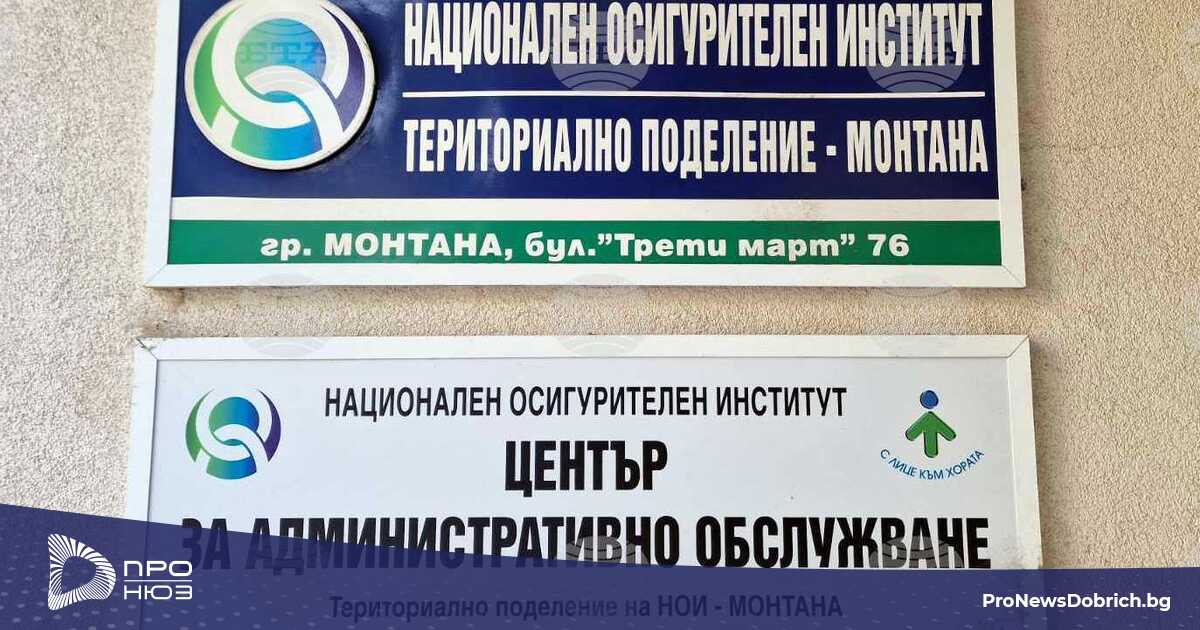 НАЦИОНАЛЕН ОСИГУРИТЕЛЕН ИНСТИТУТ
ТЕРИТОРИАЛНО ПОДЕЛЕНИЕ - МОНТАНА
гр. МОНТАНА, бул."Трети март" 76
НАЦИОНАЛЕН ОСИГУРИТЕЛЕН ИНСТИТУТ
ЦЕНТЪР
С ЛИЦЕ КЪМ ХОРАТА
ЗА АДМИНИСТРАТИВНО ОБСЛУЖВАНЕ
Териториално поделение на НОИ - МОНТАНА
ПРО
НЮЗ
ProNewsDobrich.bg